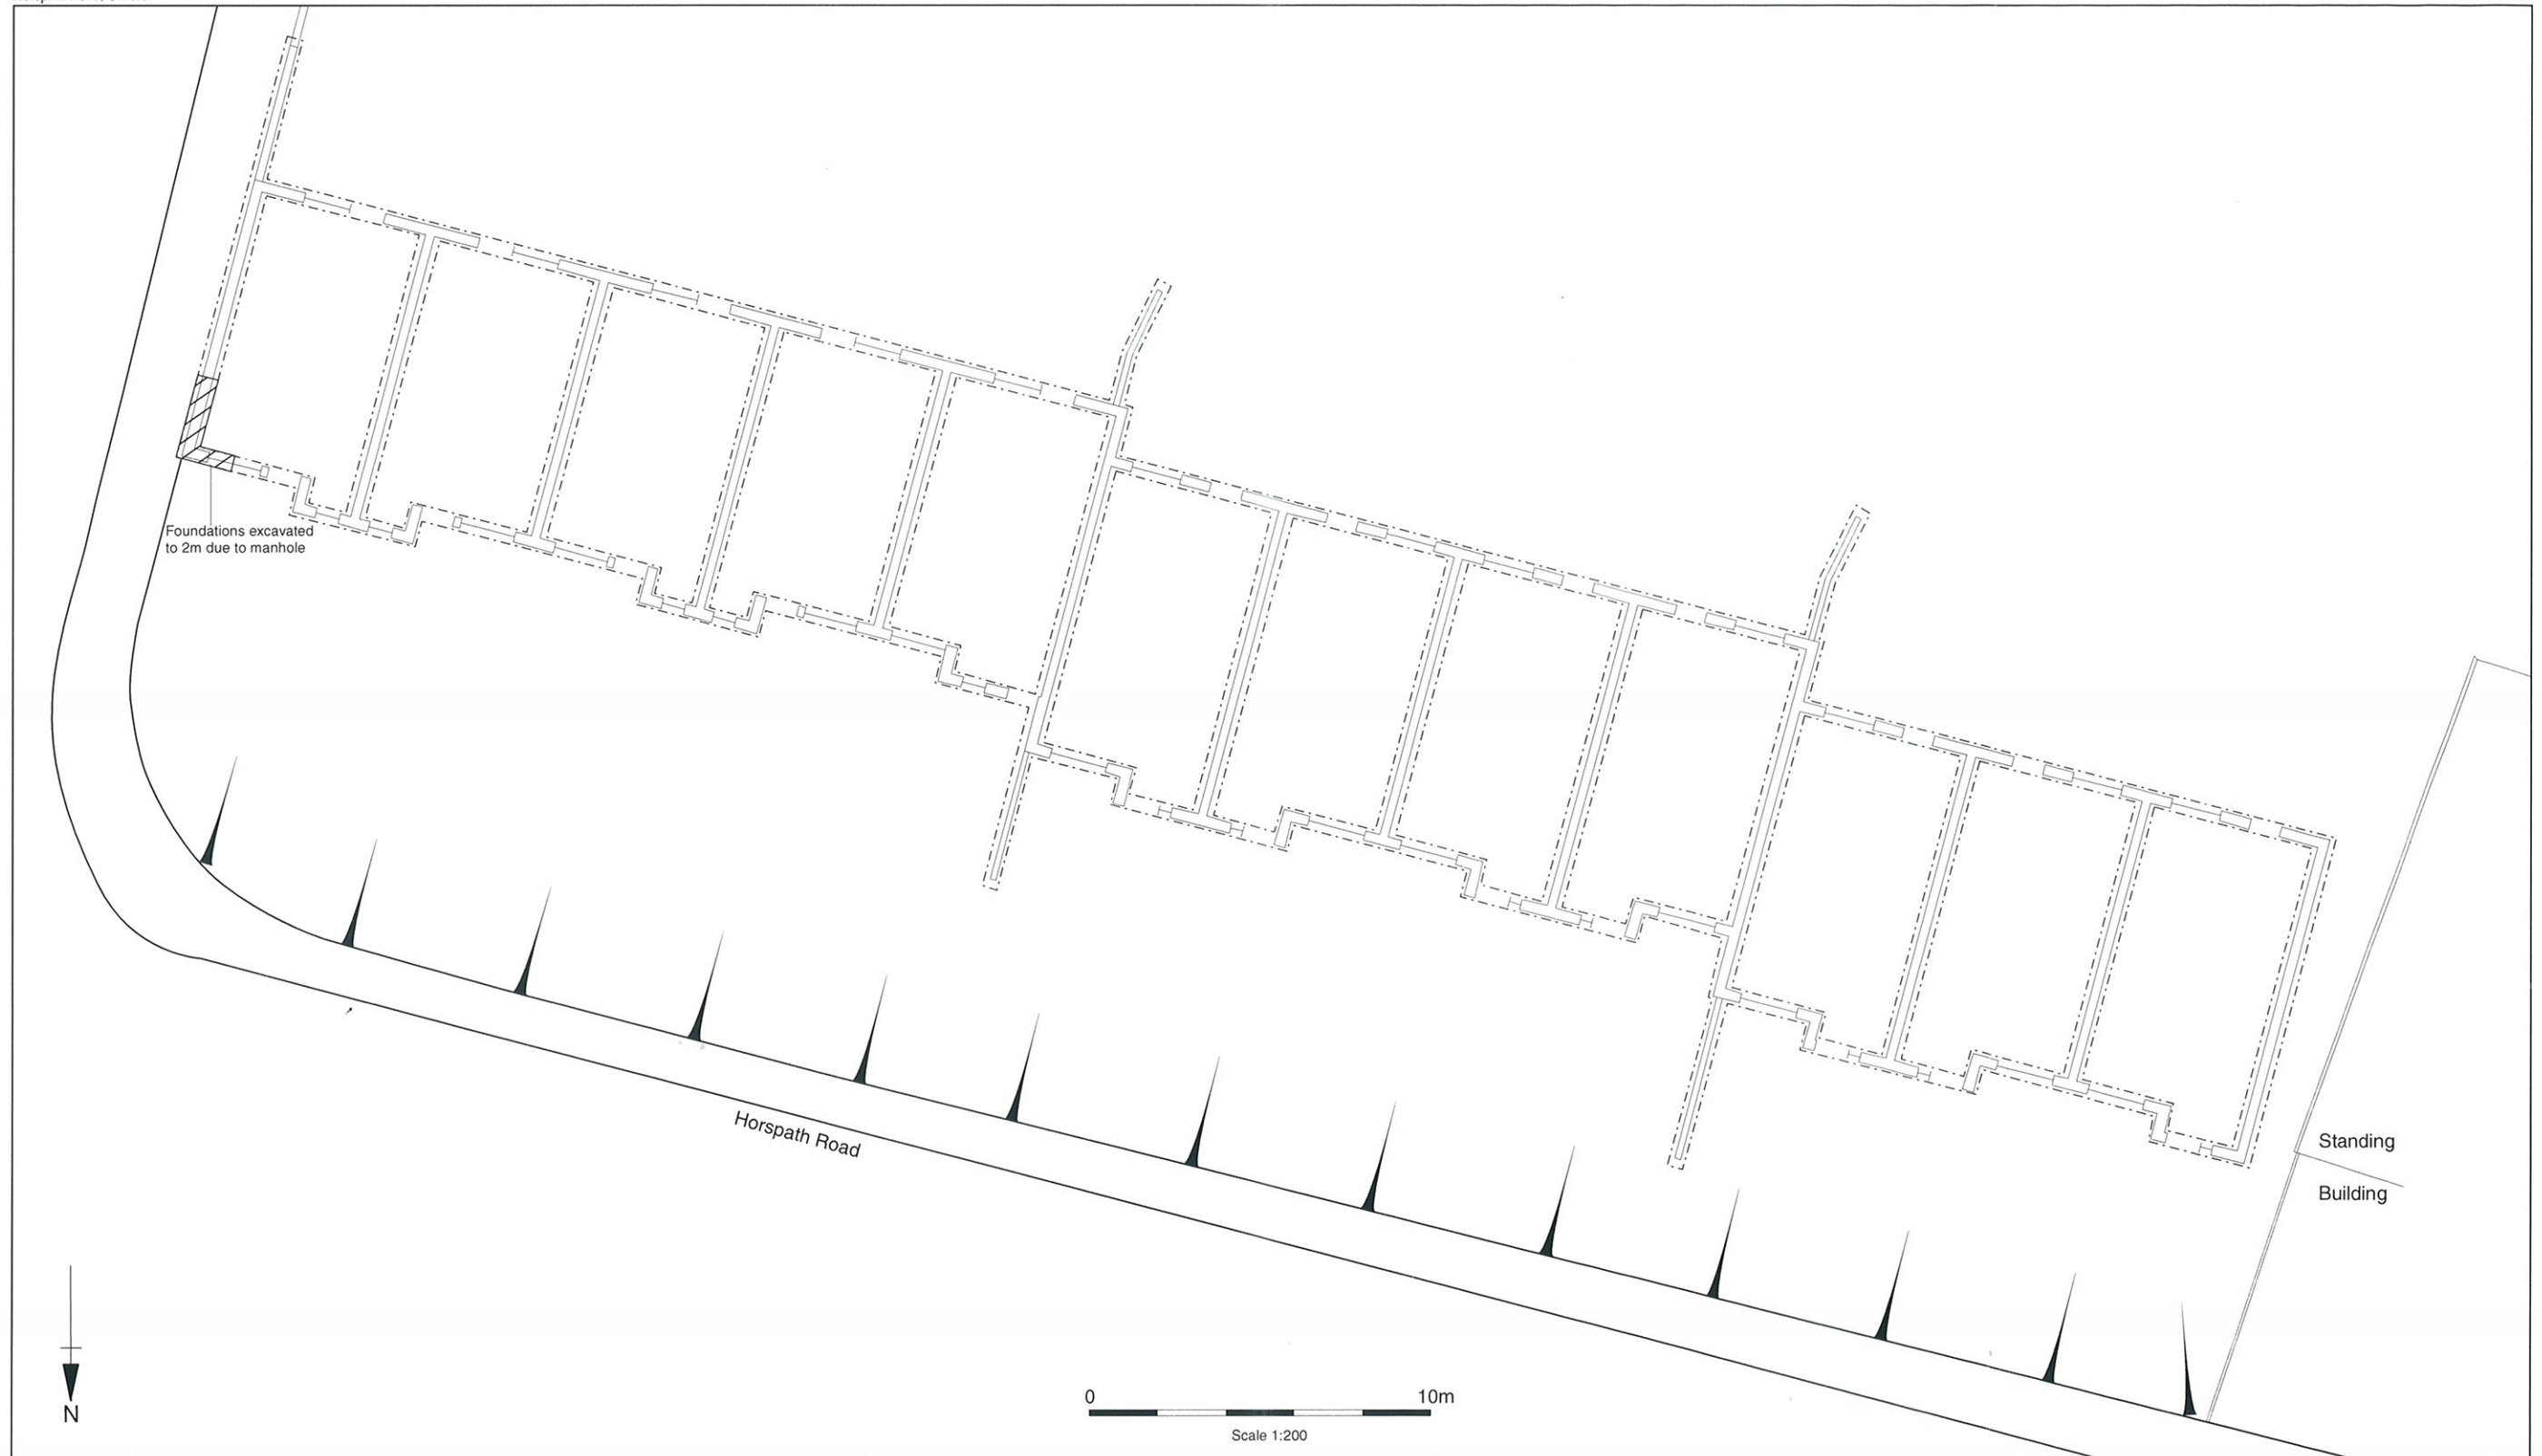 Foundations excavated
to 2m due to manhole
Horspath Road
Standing
Building
N
0 10m
Scale 1:200